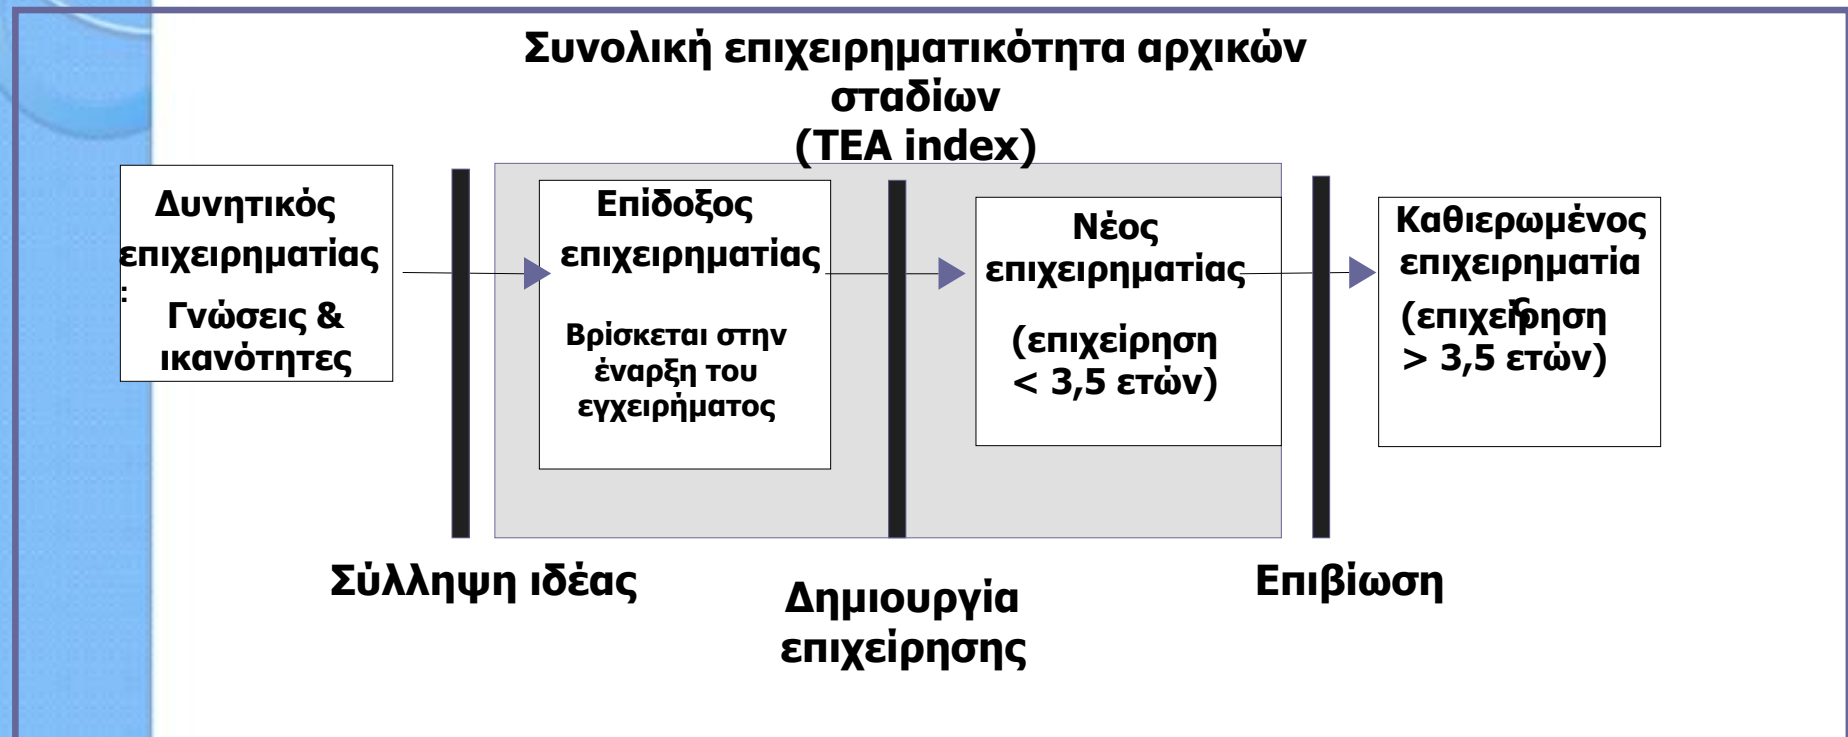 Συνολική επιχειρηματικότητα αρχικών
σταδίων
(TEA index)
Δυνητικός
επιχειρηματίας
:
Γνώσεις &
ικανότητες
Επίδοξος
επιχειρηματίας
Βρίσκεται στην
έναρξη του
εγχειρήματος
Νέος
επιχειρηματίας
(επιχείρηση
< 3,5 ετών)
Καθιερωμένος
επιχειρηματία
ς
(επιχείρηση
> 3,5 ετών)
Σύλληψη ιδέας
Δημιουργία
επιχείρησης
Επιβίωση